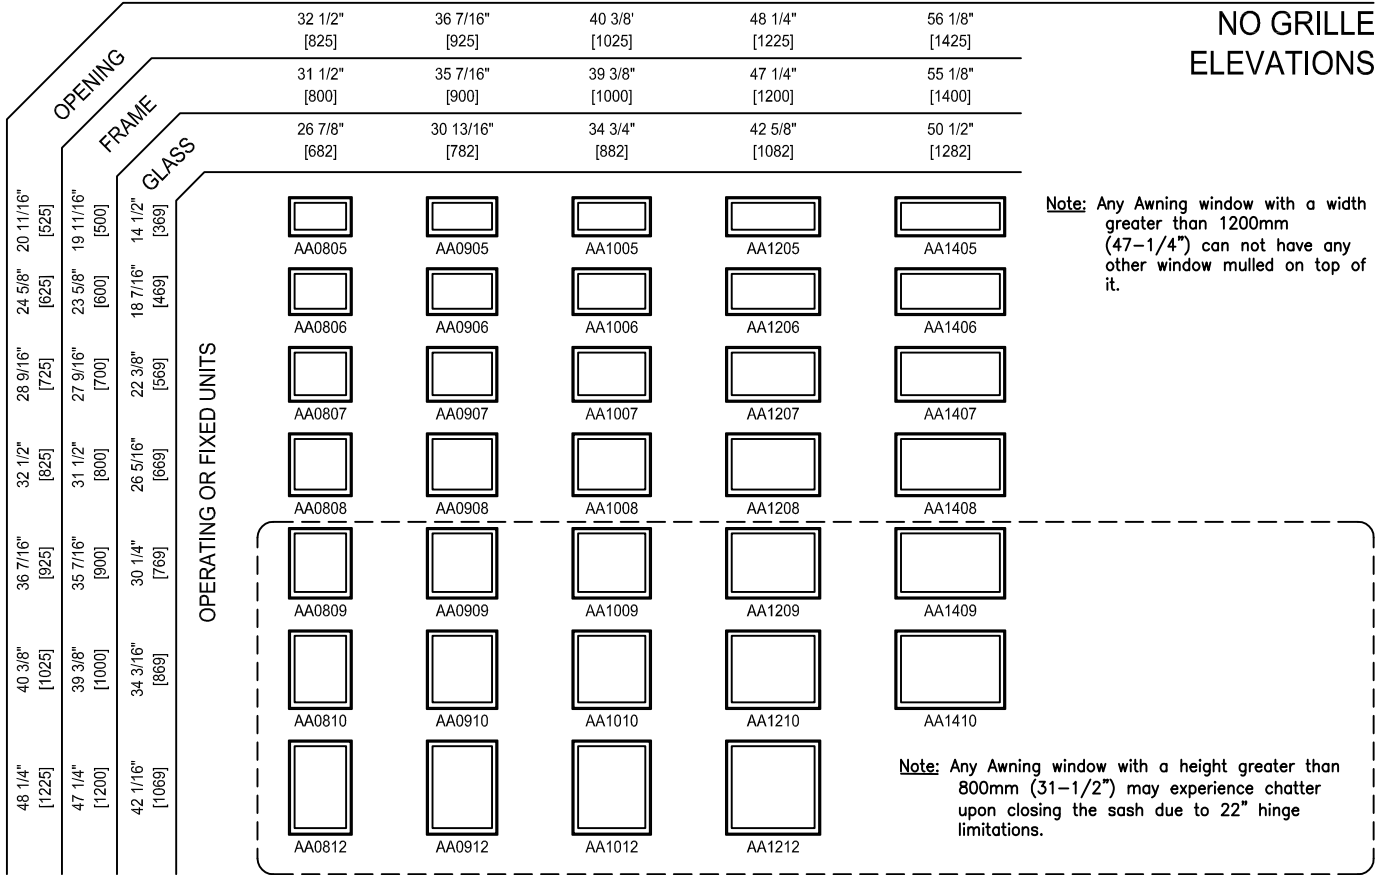 NO GRILLE
ELEVATIONS
OPENING
32 1/2" 36 7/16" 40 3/8' 48 1/4" 56 1/8"
[825] [925] [1025] [1225] [1425]
FRAME
31 1/2" 35 7/16" 39 3/8" 47 1/4" 55 1/8"
[800] [900] [1000] [1200] [1400]
GLASS
26 7/8" 30 13/16" 34 3/4" 42 5/8" 50 1/2"
[682] [782] [882] [1082] [1282]
20 11/16" [525] 19 11/16" [500] 14 1/2" [369]
AA0805 AA0905 AA1005 AA1205 AA1405
24 5/8" [625] 23 5/8" [600] 18 7/16" [469]
AA0806 AA0906 AA1006 AA1206 AA1406
28 9/16" [725] 27 9/16" [700] 22 3/8" [569]
AA0807 AA0907 AA1007 AA1207 AA1407
32 1/2" [825] 31 1/2" [800] 26 5/16" [669]
AA0808 AA0908 AA1008 AA1208 AA1408
36 7/16" [925] 35 7/16" [900] 30 1/4" [769]
AA0809 AA0909 AA1009 AA1209 AA1409
40 3/8" [1025] 39 3/8" [1000] 34 3/16" [869]
AA0810 AA0910 AA1010 AA1210 AA1410
48 1/4" [1225] 47 1/4" [1200] 42 1/16" [1069]
AA0812 AA0912 AA1012 AA1212
OPERATING OR FIXED UNITS
Note: Any Awning window with a width
greater than 1200mm
(47-1/4") can not have any
other window mulled on top of
it.
Note: Any Awning window with a height greater than
800mm (31-1/2") may experience chatter
upon closing the sash due to 22" hinge
limitations.